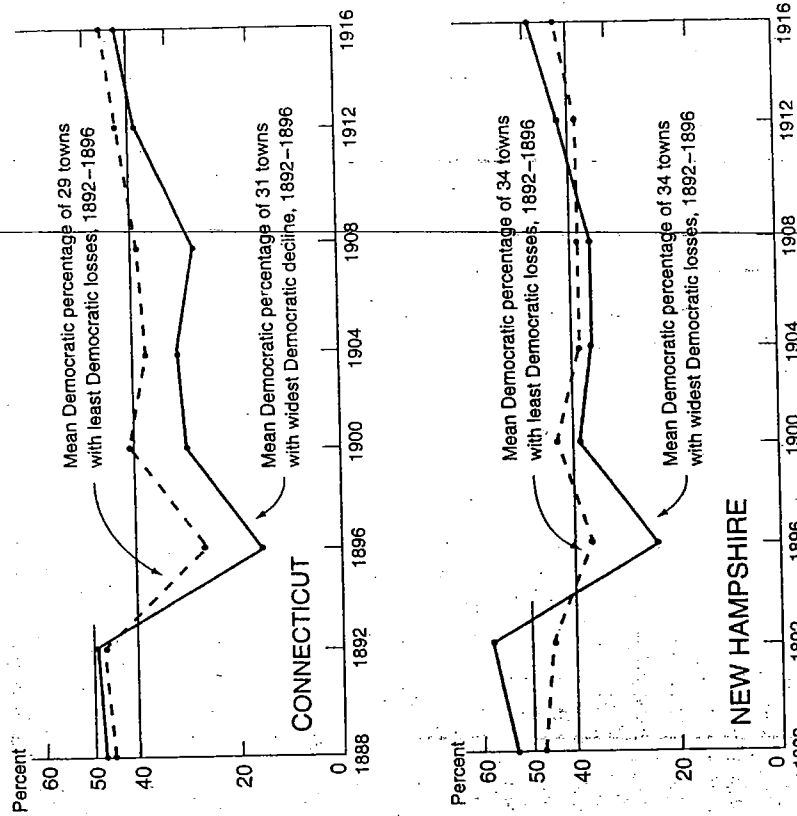 Percent
60
50
40
20
0
Mean Democratic percentage of 29 towns
with least Democratic losses, 1892–1896
Mean Democratic percentage of 31 towns
with widest Democratic decline, 1892–1896
CONNECTICUT
1888
1892
1896
1900
1904
1908
1912
1916
Percent
60
50
40
20
0
Mean Democratic percentage of 34 towns
with least Democratic losses, 1892–1896
Mean Democratic percentage of 34 towns
with widest Democratic losses, 1892–1896
NEW HAMPSHIRE
1888
1892
1896
1900
1904
1908
1912
1916